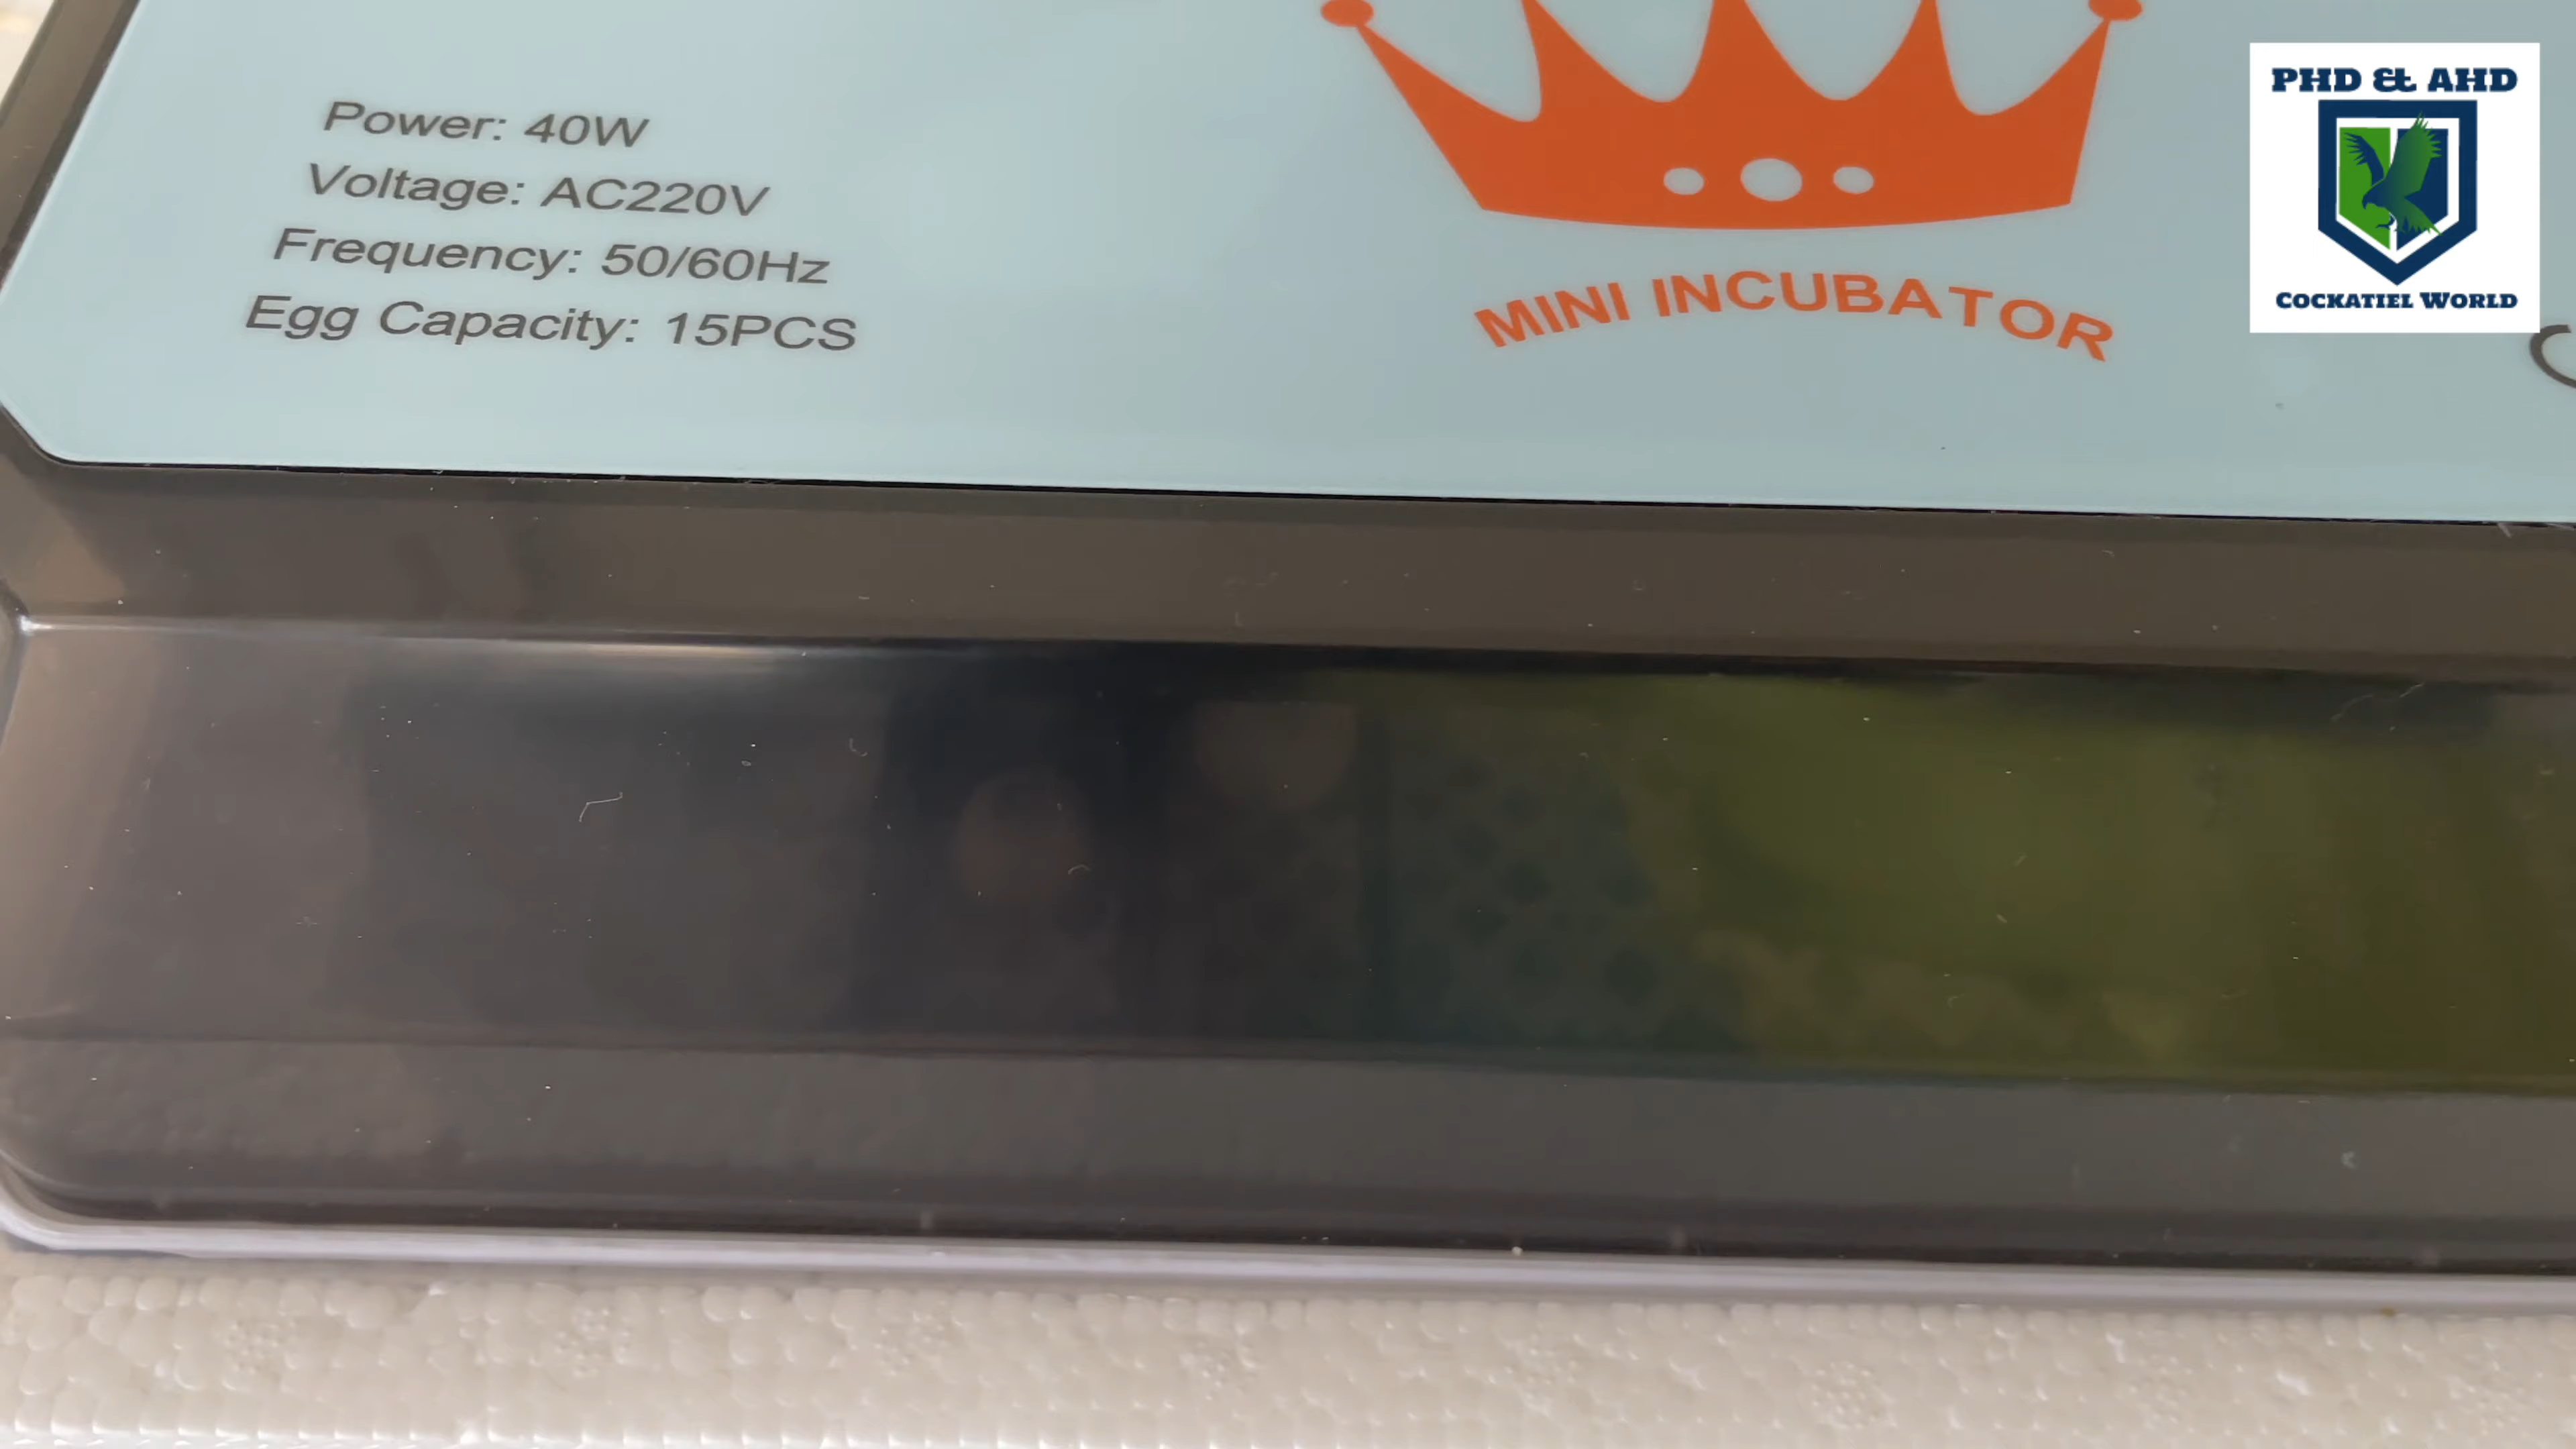 Power: 40W
Voltage: AC220V
Frequency: 50/60Hz
Egg Capacity: 15PCS
MINI INCUBATOR
PHD & AHD
COCKATIEL WORLD